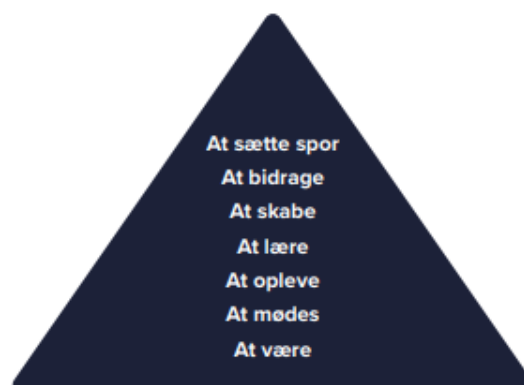 At sætte spor
At bidrage
At skabe
At lære
At opleve
At mødes
At være